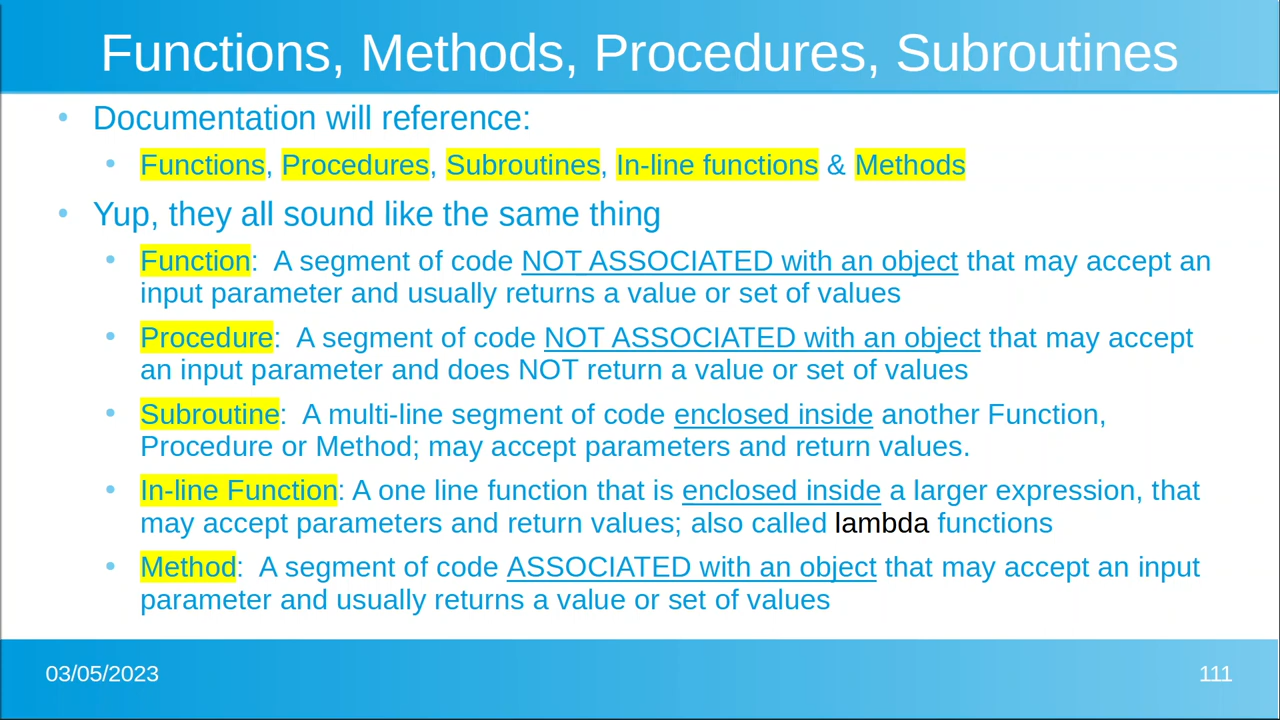 Functions, Methods, Procedures, Subroutines
• Documentation will reference:
• Functions, Procedures, Subroutines, In-line functions & Methods
• Yup, they all sound like the same thing
• Function:  A segment of code NOT ASSOCIATED with an object that may accept an
input parameter and usually returns a value or set of values
• Procedure:  A segment of code NOT ASSOCIATED with an object that may accept
an input parameter and does NOT return a value or set of values
• Subroutine:  A multi-line segment of code enclosed inside another Function,
Procedure or Method; may accept parameters and return values.
• In-line Function: A one line function that is enclosed inside a larger expression, that
may accept parameters and return values; also called lambda functions
• Method:  A segment of code ASSOCIATED with an object that may accept an input
parameter and usually returns a value or set of values
03/05/2023
111